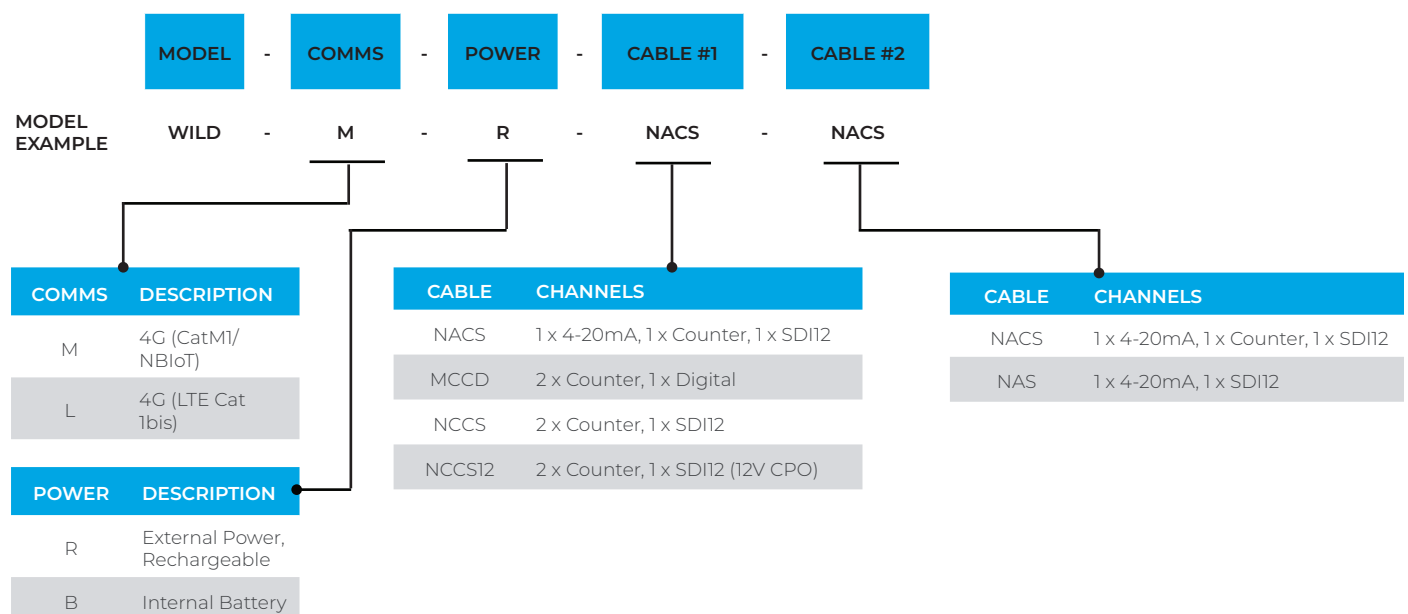 MODEL - COMMS - POWER - CABLE #1 - CABLE #2
MODEL
EXAMPLE
WILD - M - R - NACS - NACS
COMMS DESCRIPTION
M 4G (CatM1/
NBIoT)
L 4G (LTE Cat
1bis)
POWER DESCRIPTION
R External Power,
Rechargeable
B Internal Battery
CABLE CHANNELS
NACS 1 x 4-20mA, 1 x Counter, 1 x SDI12
MCCD 2 x Counter, 1 x Digital
NCCS 2 x Counter, 1 x SDI12
NCCS12 2 x Counter, 1 x SDI12 (12V CPO)
CABLE CHANNELS
NACS 1 x 4-20mA, 1 x Counter, 1 x SDI12
NAS 1 x 4-20mA, 1 x SDI12